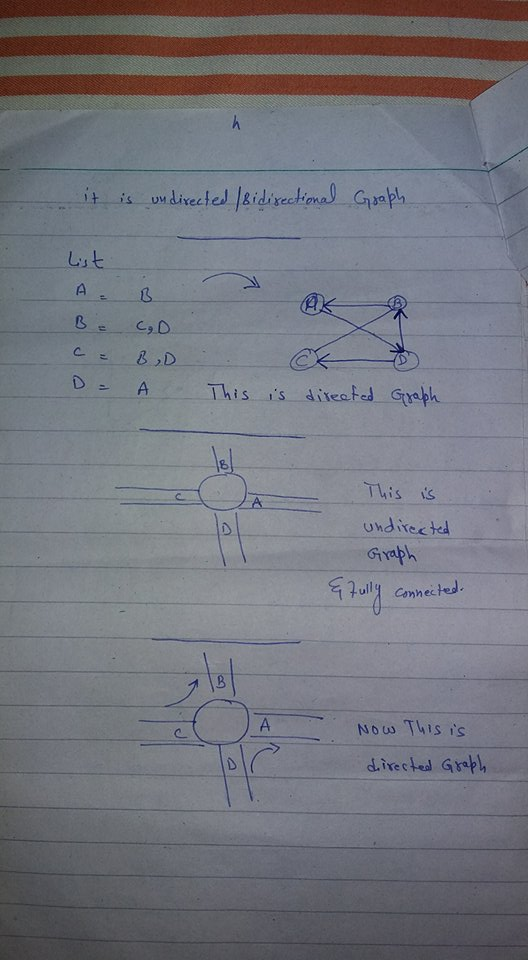 h
it is undirected/Bidirectional Graph
List
A = B
B = C,D
C = B,D
D = A
A B
C D
This is directed Graph
B
C A
D
This is
undirected
Graph
& Fully connected.
B
C A
D
NOW This is
directed Graph